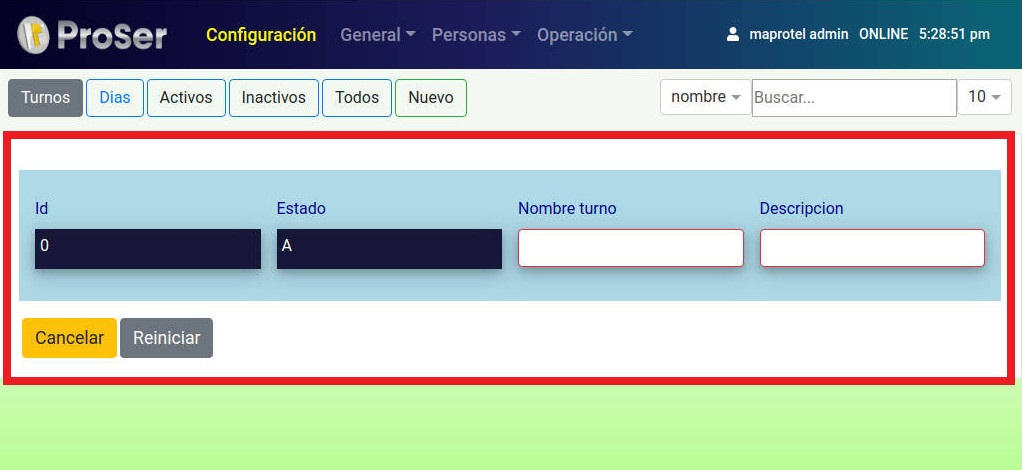 ProSer Configuración General Personas Operación maprotel admin ONLINE 5:28:51 pm
Turnos Dias Activos Inactivos Todos Nuevo nombre Buscar... 10
Id Estado Nombre turno Descripcion
0 A
Cancelar Reiniciar